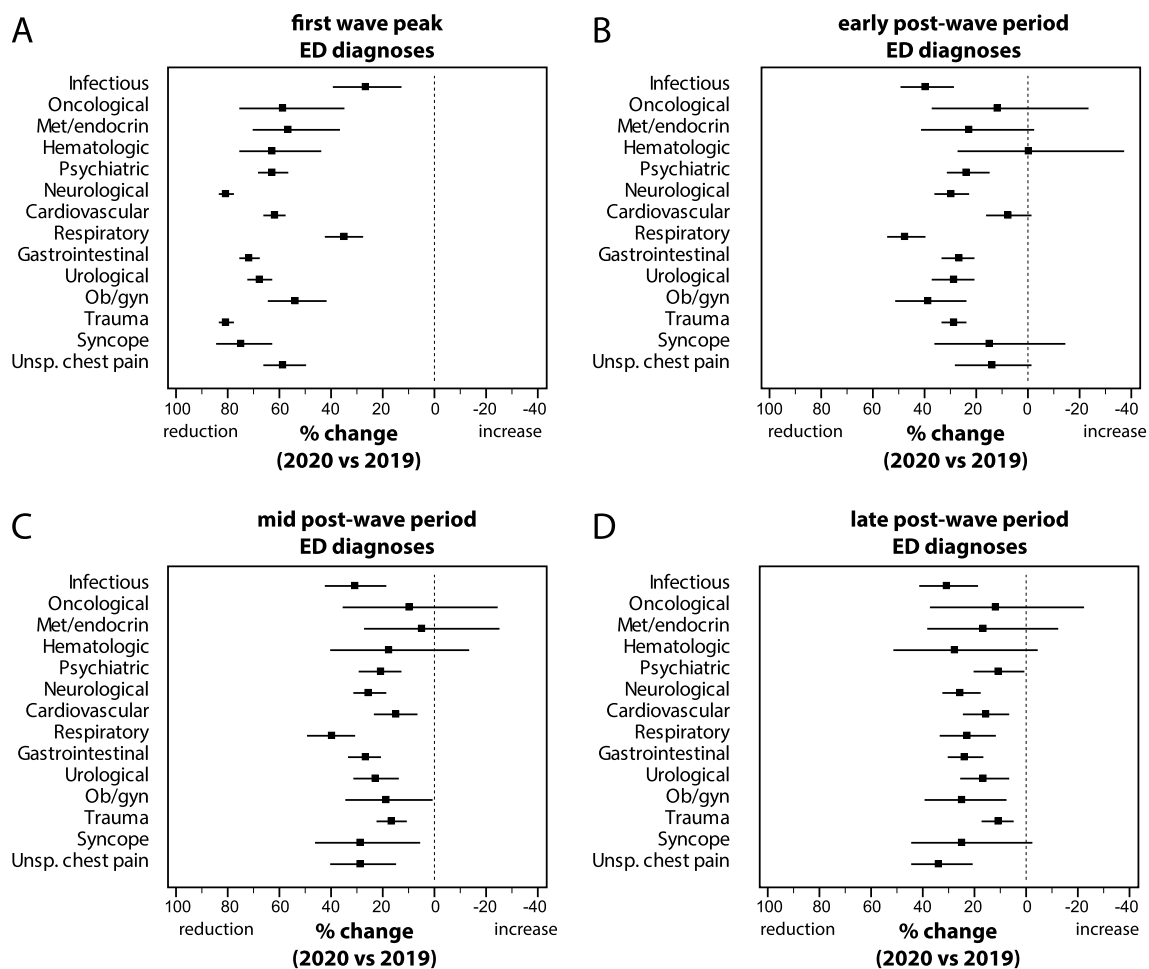 A
first wave peak
ED diagnoses
Infectious
Oncological
Met/endocrin
Hematologic
Psychiatric
Neurological
Cardiovascular
Respiratory
Gastrointestinal
Urological
Ob/gyn
Trauma
Syncope
Unsp. chest pain
100 80 60 40 20 0 -20 -40
reduction % change increase
(2020 vs 2019)
B
early post-wave period
ED diagnoses
Infectious
Oncological
Met/endocrin
Hematologic
Psychiatric
Neurological
Cardiovascular
Respiratory
Gastrointestinal
Urological
Ob/gyn
Trauma
Syncope
Unsp. chest pain
100 80 60 40 20 0 -20 -40
reduction % change increase
(2020 vs 2019)
C
mid post-wave period
ED diagnoses
Infectious
Oncological
Met/endocrin
Hematologic
Psychiatric
Neurological
Cardiovascular
Respiratory
Gastrointestinal
Urological
Ob/gyn
Trauma
Syncope
Unsp. chest pain
100 80 60 40 20 0 -20 -40
reduction % change increase
(2020 vs 2019)
D
late post-wave period
ED diagnoses
Infectious
Oncological
Met/endocrin
Hematologic
Psychiatric
Neurological
Cardiovascular
Respiratory
Gastrointestinal
Urological
Ob/gyn
Trauma
Syncope
Unsp. chest pain
100 80 60 40 20 0 -20 -40
reduction % change increase
(2020 vs 2019)